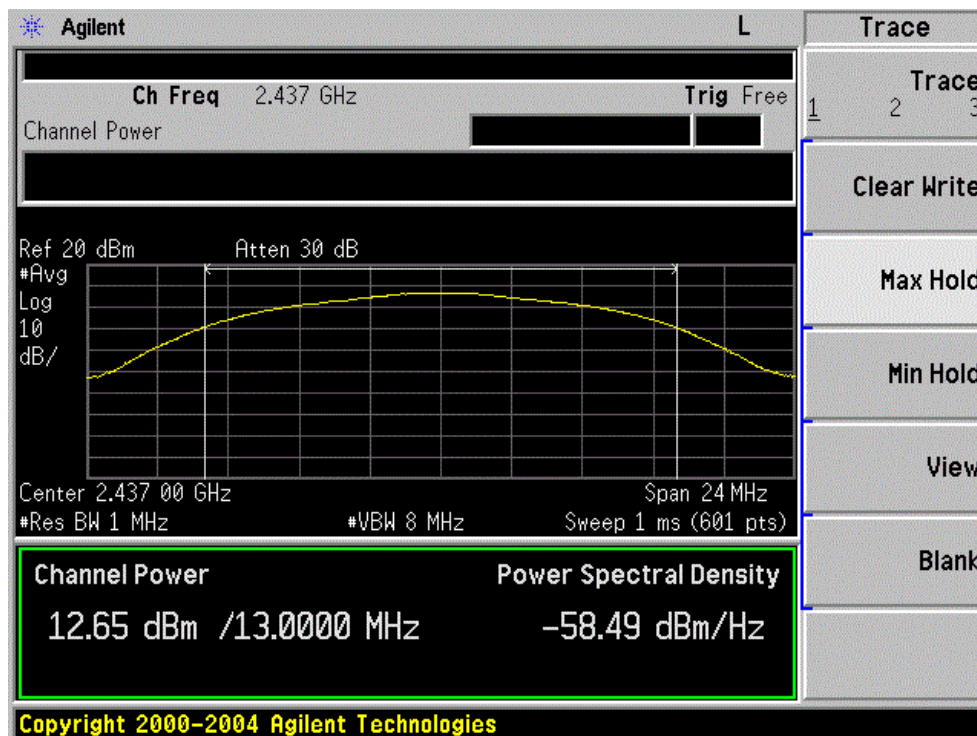 Agilent L Trace
Ch Freq 2.437 GHz Trig Free
Channel Power
Trace
1 2 3
Clear Write
Max Hold
Min Hold
View
Blank
Ref 20 dBm Atten 30 dB
#Avg
Log
10
dB/
Center 2.437 00 GHz Span 24 MHz
#Res BW 1 MHz #VBW 8 MHz Sweep 1 ms (601 pts)
Channel Power Power Spectral Density
12.65 dBm /13.0000 MHz -58.49 dBm/Hz
Copyright 2000-2004 Agilent Technologies